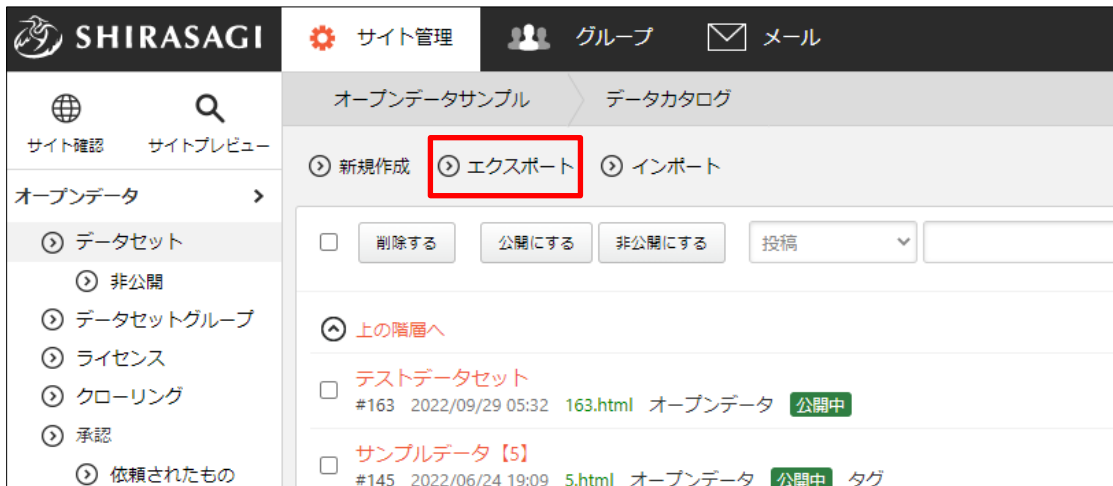 SHIRASAGI サイト管理 グループ メール
オープンデータサンプル データカタログ
サイト確認 サイトプレビュー
新規作成 エクスポート インポート
オープンデータ
データセット
非公開
データセットグループ
ライセンス
クローリング
承認
依頼されたもの
削除する 公開にする 非公開にする 投稿
上の階層へ
テストデータセット
#163 2022/09/29 05:32 163.html オープンデータ 公開中
サンプルデータ【5】
#145 2022/06/24 19:09 5.html オープンデータ 公開中 タグ